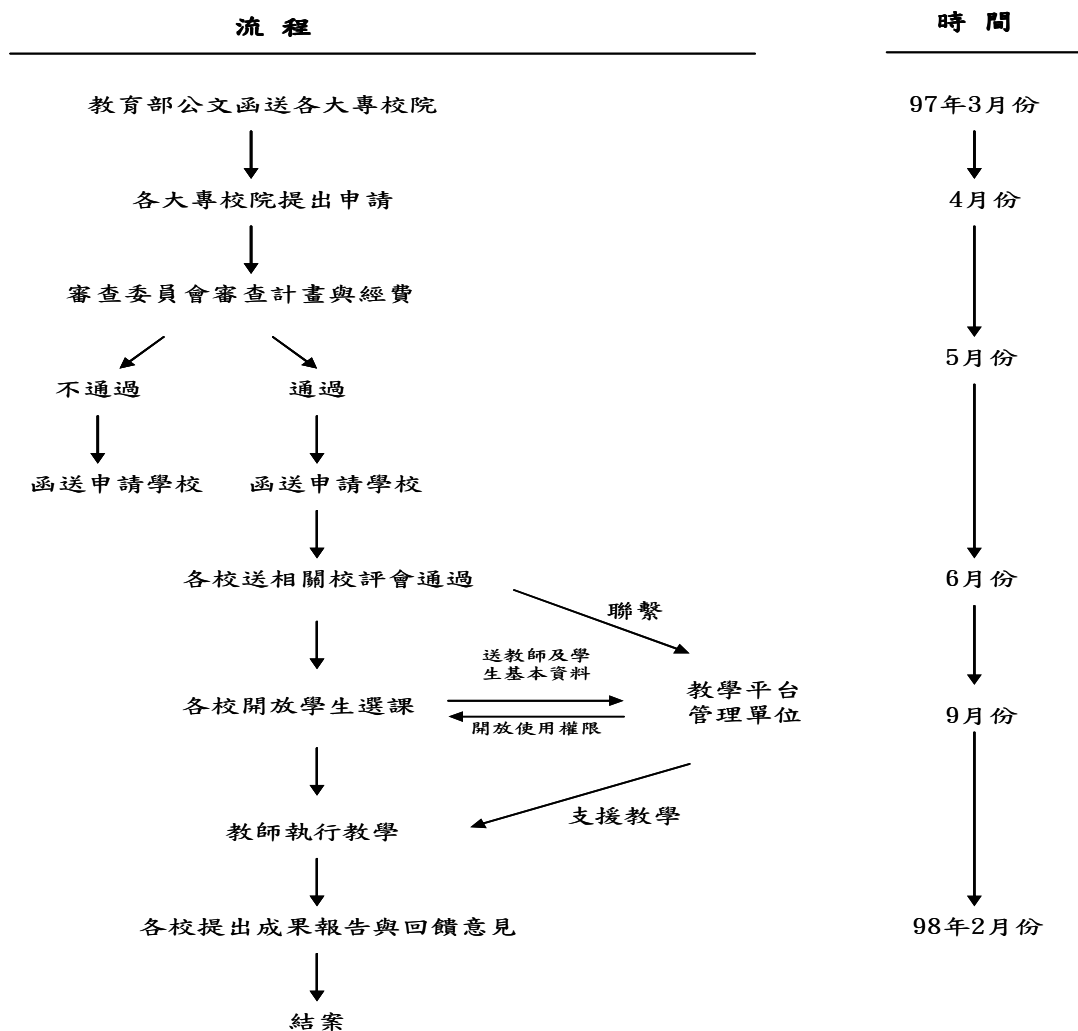 流程
時間
教育部公文函送各大專校院
97年3月份
各大專校院提出申請
4月份
審查委員會審查計畫與經費
5月份
不通過
通過
函送申請學校
函送申請學校
各校送相關校評會通過
6月份
聯繫
送教師及學
生基本資料
各校開放學生選課
開放使用權限
教學平台
管理單位
9月份
支援教學
教師執行教學
各校提出成果報告與回饋意見
98年2月份
結案